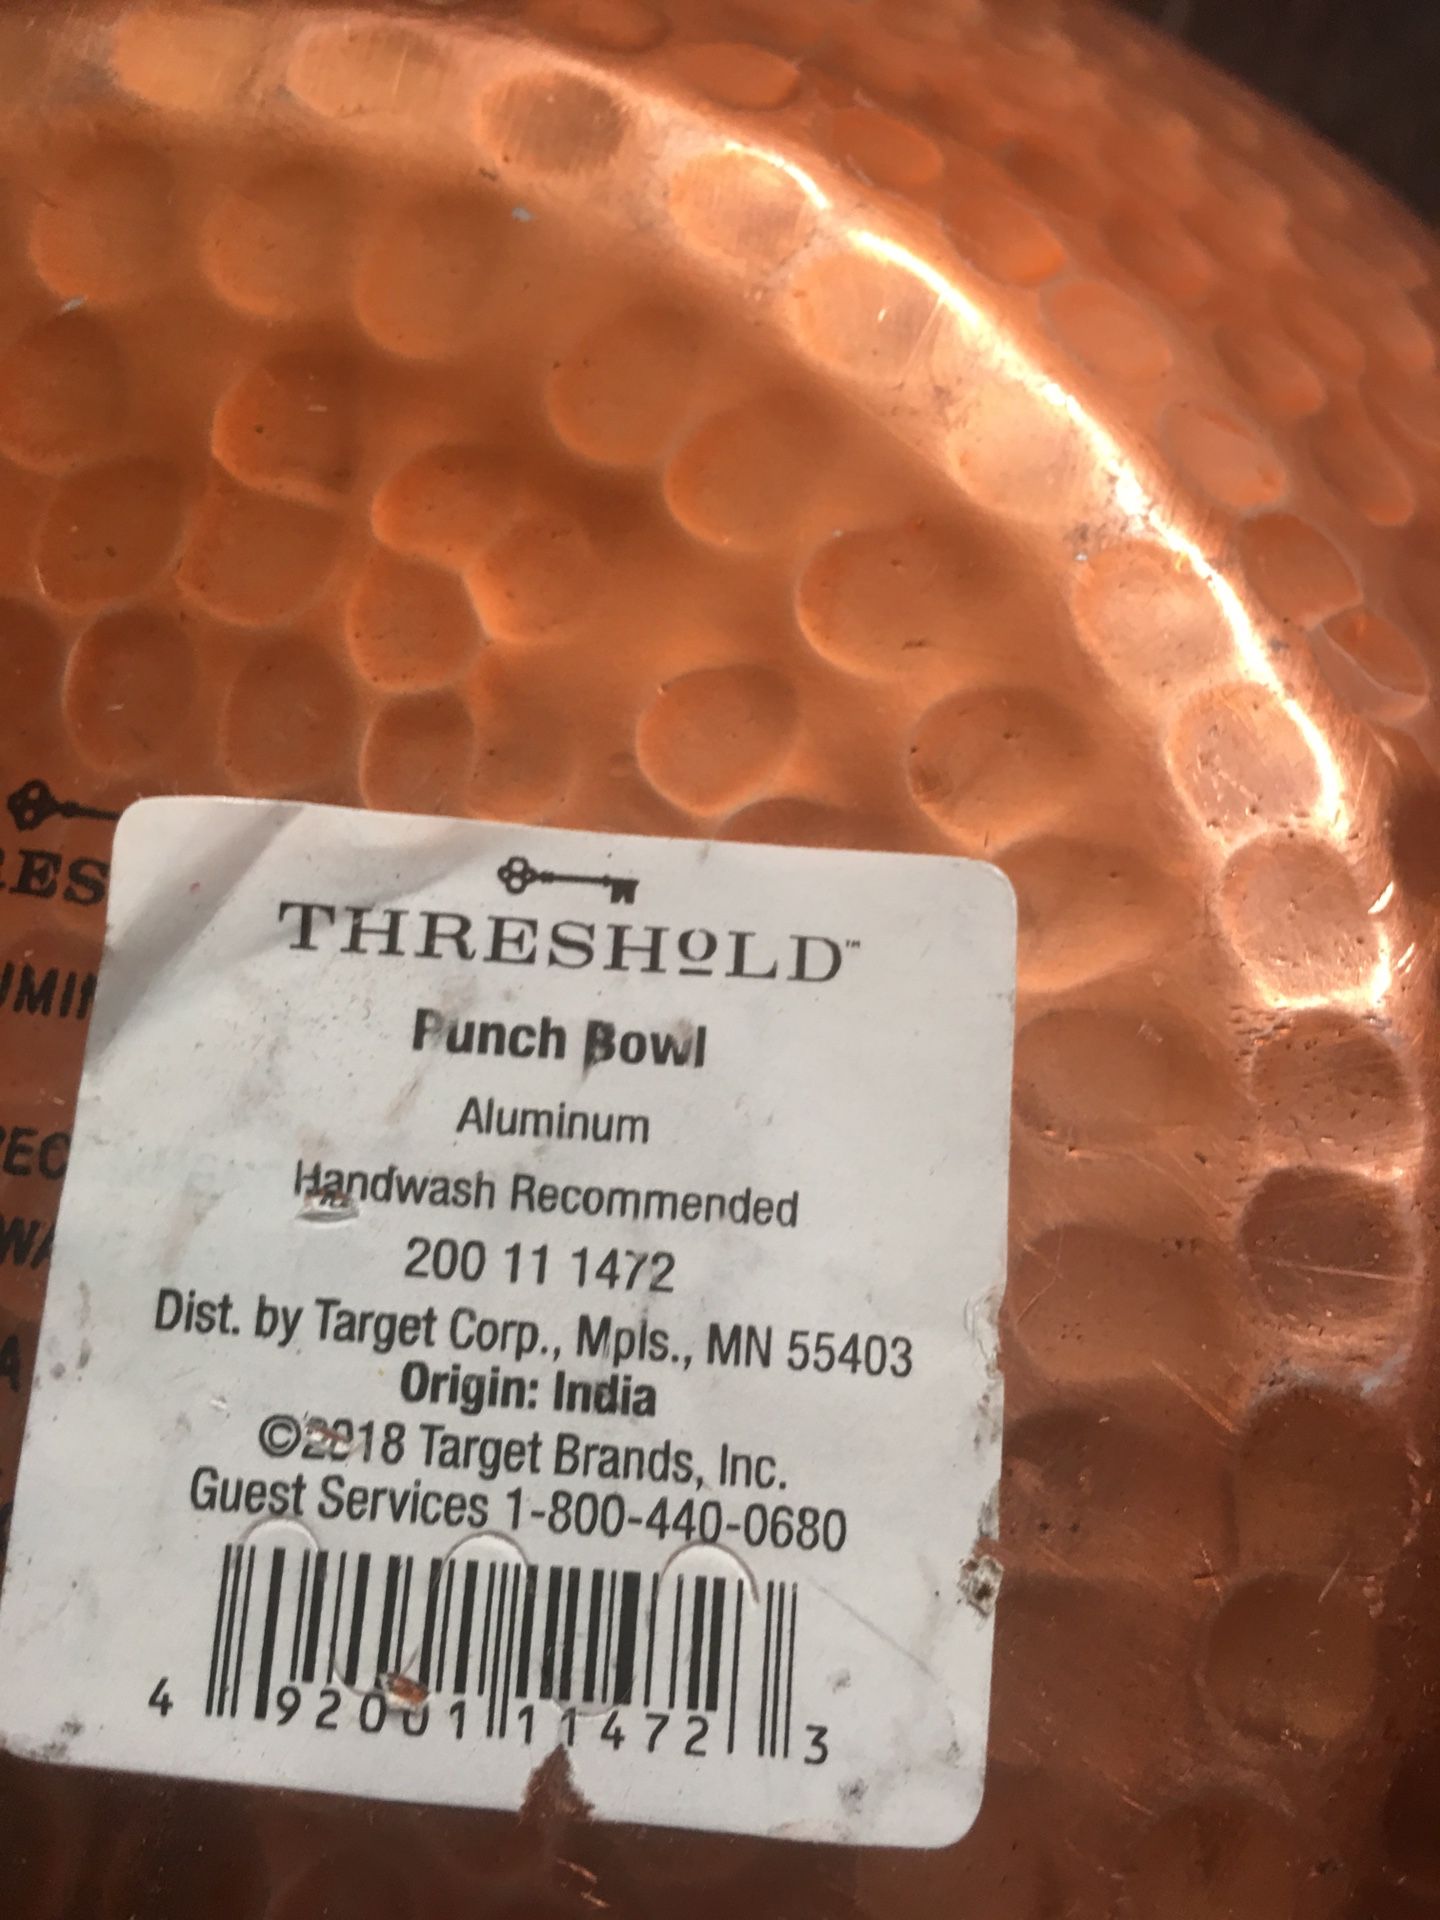 THRESHOLD™
Punch Bowl
Aluminum
Handwash Recommended
200 11 1472
Dist. by Target Corp., Mpls., MN 55403
Origin: India
©2018 Target Brands, Inc.
Guest Services 1-800-440-0680
4 92001 11472 3